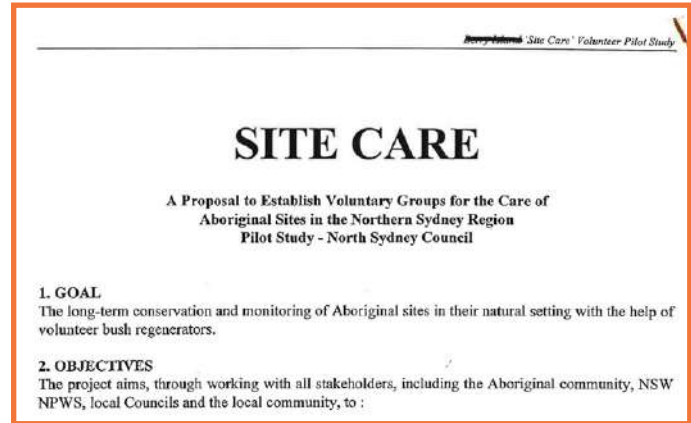 Berry Island 'Site Care' Volunteer Pilot Study
SITE CARE
A Proposal to Establish Voluntary Groups for the Care of
Aboriginal Sites in the Northern Sydney Region
Pilot Study - North Sydney Council
1. GOAL
The long-term conservation and monitoring of Aboriginal sites in their natural setting with the help of
volunteer bush regenerators.
2. OBJECTIVES
The project aims, through working with all stakeholders, including the Aboriginal community, NSW
NPWS, local Councils and the local community, to :